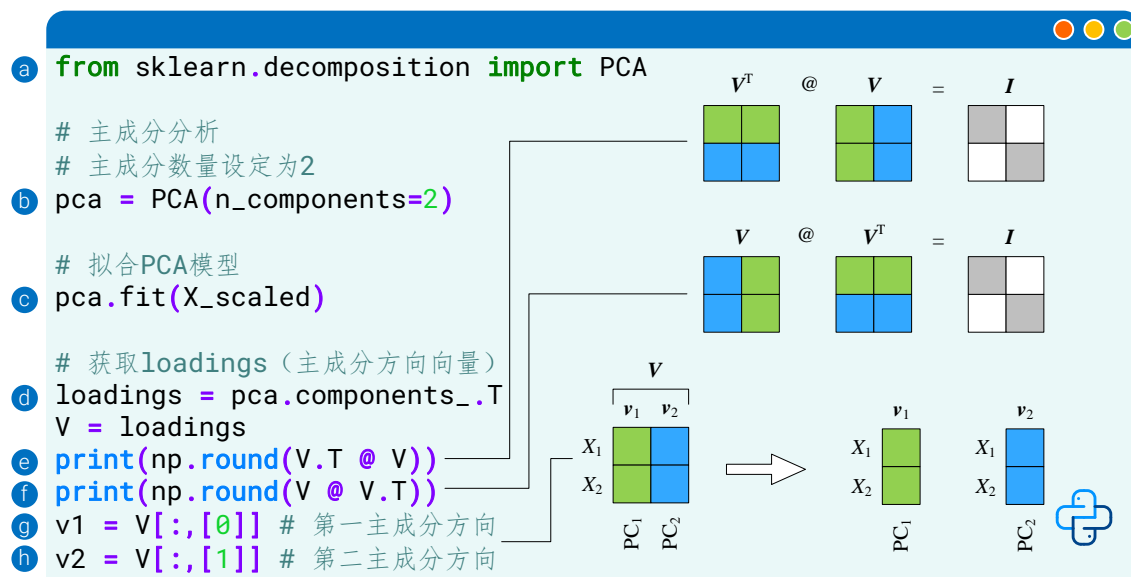 a from sklearn.decomposition import PCA
# 主成分分析
# 主成分数量设定为2
b pca = PCA(n_components=2)
# 拟合PCA模型
c pca.fit(X_scaled)
# 获取loadings（主成分方向向量）
d loadings = pca.components_.T
V = loadings
e print(np.round(V.T @ V))
f print(np.round(V @ V.T))
g v1 = V[:,[0]] # 第一主成分方向
h v2 = V[:,[1]] # 第二主成分方向
V^T @ V = I
V @ V^T = I
V
v1 v2
X1
X2
PC1 PC2
v1
X1
X2
PC1
v2
X1
X2
PC2